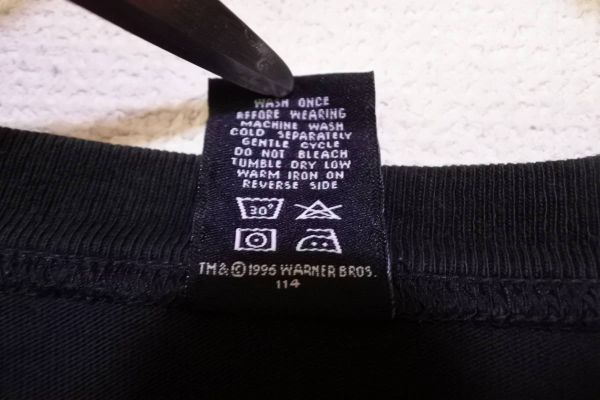 WASH ONCE
BEFORE WEARING
MACHINE WASH
COLD SEPARATELY
GENTLE CYCLE
DO NOT BLEACH
TUMBLE DRY LOW
WARM IRON ON
REVERSE SIDE
30°
TM&©1996 WARNER BROS.
114